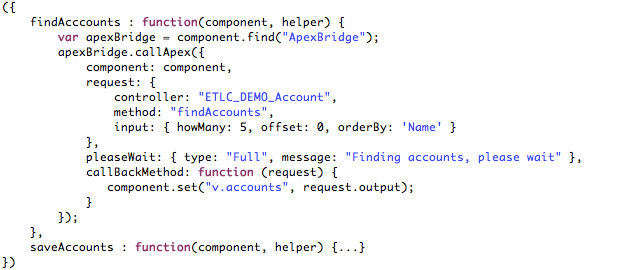 ({
    findAcccounts : function(component, helper) {
        var apexBridge = component.find("ApexBridge");
        apexBridge.callApex({
            component: component,
            request: {
                controller: "ETLC_DEMO_Account",
                method: "findAccounts",
                input: { howMany: 5, offset: 0, orderBy: 'Name' }
            },
            pleaseWait: { type: "Full", message: "Finding accounts, please wait" },
            callBackMethod: function (request) {
               component.set("v.accounts", request.output);
            }
        });
    },
    saveAccounts : function(component, helper) {...}
})